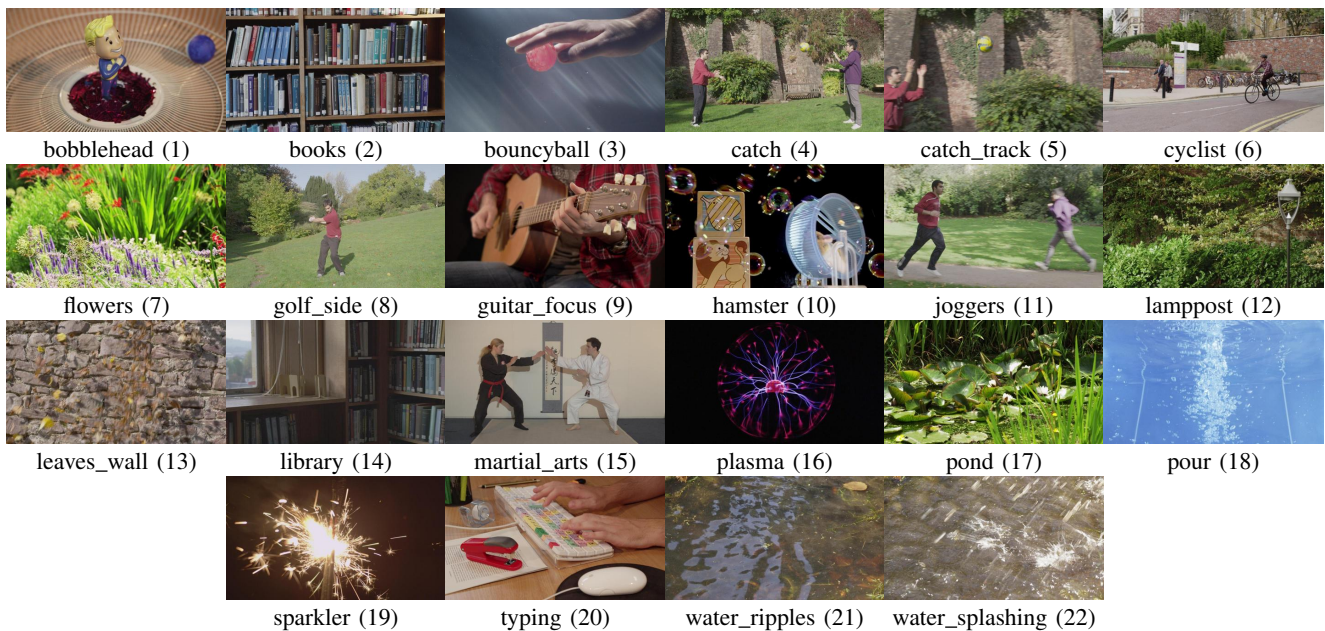 bobblehead (1)
books (2)
bouncyball (3)
catch (4)
catch_track (5)
cyclist (6)
flowers (7)
golf_side (8)
guitar_focus (9)
hamster (10)
joggers (11)
lamppost (12)
leaves_wall (13)
library (14)
martial_arts (15)
plasma (16)
pond (17)
pour (18)
sparkler (19)
typing (20)
water_ripples (21)
water_splashing (22)